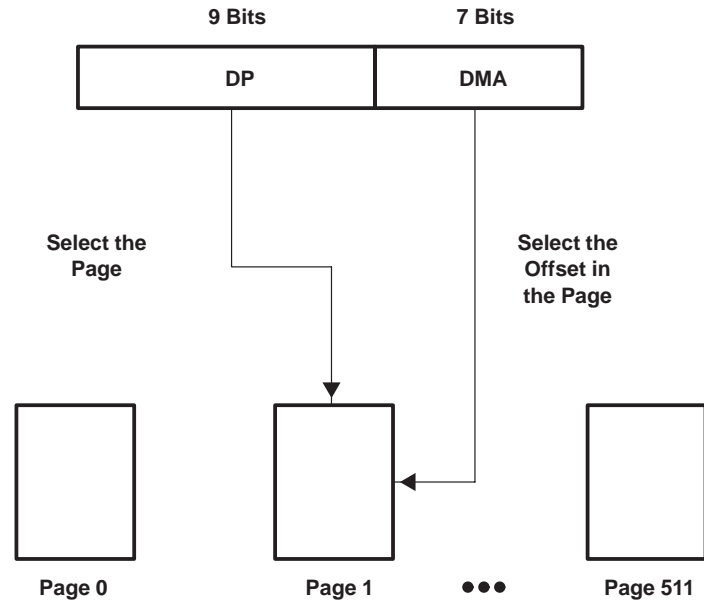 9 Bits
7 Bits
DP
DMA
Select the
Page
Select the
Offset in
the Page
Page 0
Page 1
Page 511